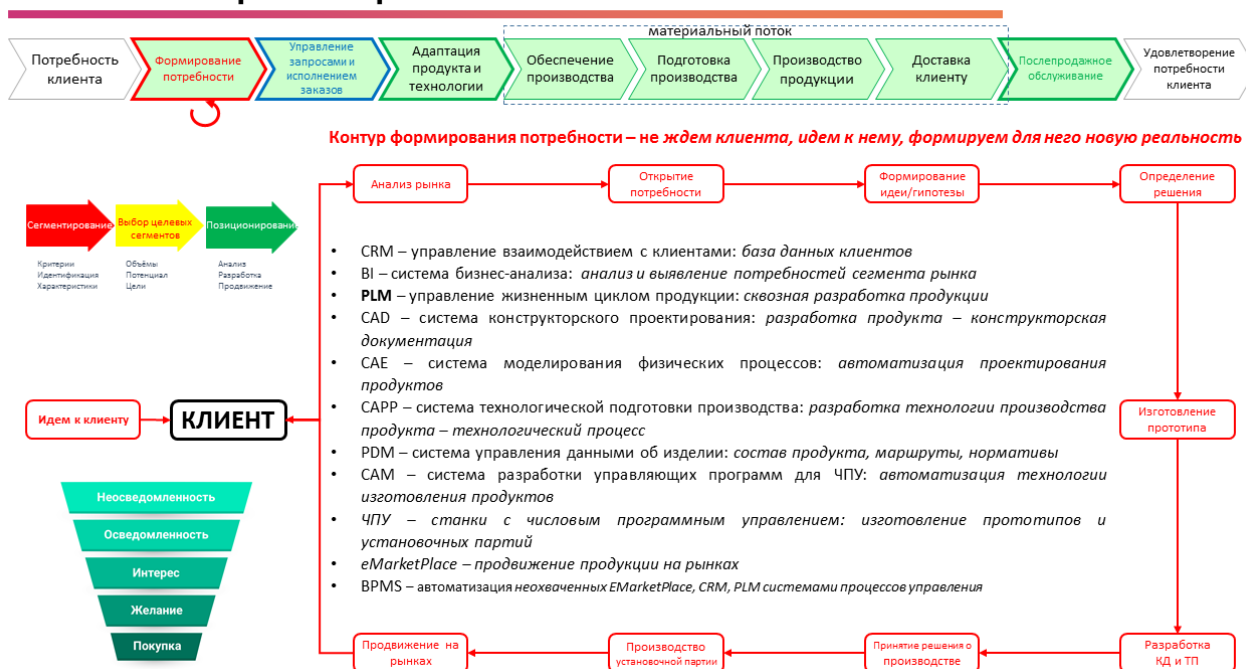 материальный поток
Потребность
клиента
Формирование
потребности
Управление
запросами и
исполнением
заказов
Адаптация
продукта и
технологии
Обеспечение
производства
Подготовка
производства
Производство
продукции
Доставка
клиенту
Послепродажное
обслуживание
Удовлетворение
потребности
клиента
Контур формирования потребности – не ждем клиента, идем к нему, формируем для него новую реальность
Анализ рынка
Открытие
потребности
Формирование
идеи/гипотезы
Определение
решения
Сегментирование
Выбор целевых
сегментов
Позиционирование
Критерии
Идентификация
Характеристики
Объёмы
Потенциал
Цели
Анализ
Разработка
Продвижение
• CRM – управление взаимодействием с клиентами: база данных клиентов
• BI – система бизнес-анализа: анализ и выявление потребностей сегмента рынка
• PLM – управление жизненным циклом продукции: сквозная разработка продукции
• CAD – система конструкторского проектирования: разработка продукта – конструкторская
документация
• CAE – система моделирования физических процессов: автоматизация проектирования
продуктов
• CAPP – система технологической подготовки производства: разработка технологии производства
продукта – технологический процесс
• PDM – система управления данными об изделии: состав продукта, маршруты, нормативы
• CAM – система разработки управляющих программ для ЧПУ: автоматизация технологии
изготовления продуктов
• ЧПУ – станки с числовым программным управлением: изготовление прототипов и
установочных партий
• eMarketPlace – продвижение продукции на рынках
• BPMS – автоматизация неохваченных EMarketPlace, CRM, PLM системами процессов управления
Идем к клиенту
КЛИЕНТ
Изготовление
прототипа
Неосведомленность
Осведомленность
Интерес
Желание
Покупка
Продвижение на
рынках
Производство
установочной партии
Принятие решения о
производстве
Разработка
КД и ТП